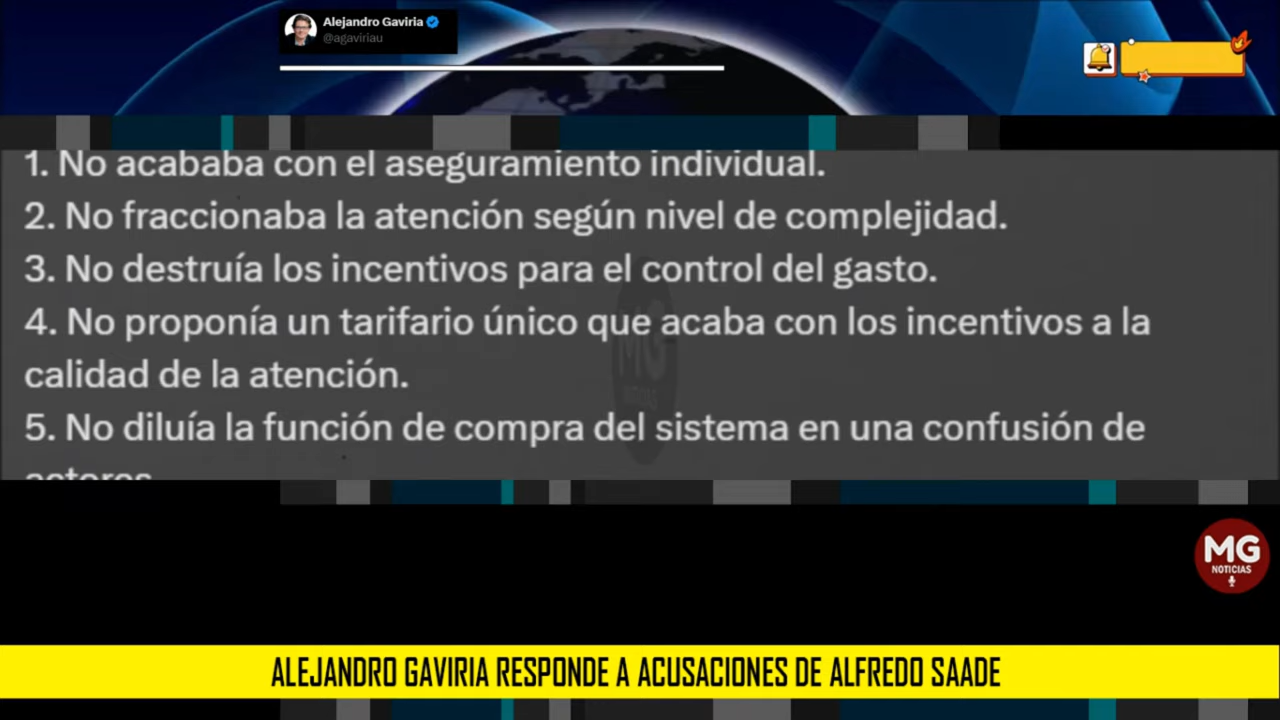 Alejandro Gaviria
@agaviriau
1. No acababa con el aseguramiento individual.
2. No fraccionaba la atención según nivel de complejidad.
3. No destruía los incentivos para el control del gasto.
4. No proponía un tarifario único que acaba con los incentivos a la
calidad de la atención.
5. No diluía la función de compra del sistema en una confusión de
MG
NOTICIAS
MG
NOTICIAS
ALEJANDRO GAVIRIA RESPONDE A ACUSACIONES DE ALFREDO SAADE